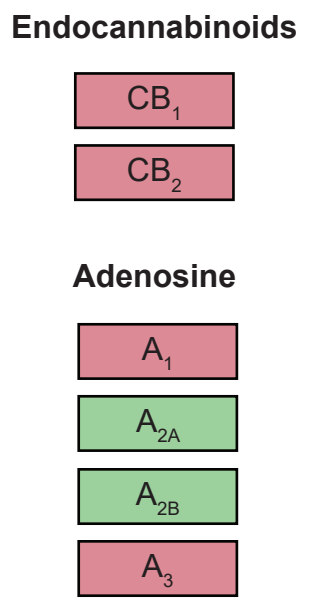 Endocannabinoids
CB₁
CB₂
Adenosine
A₁
A₂A
A₂B
A₃